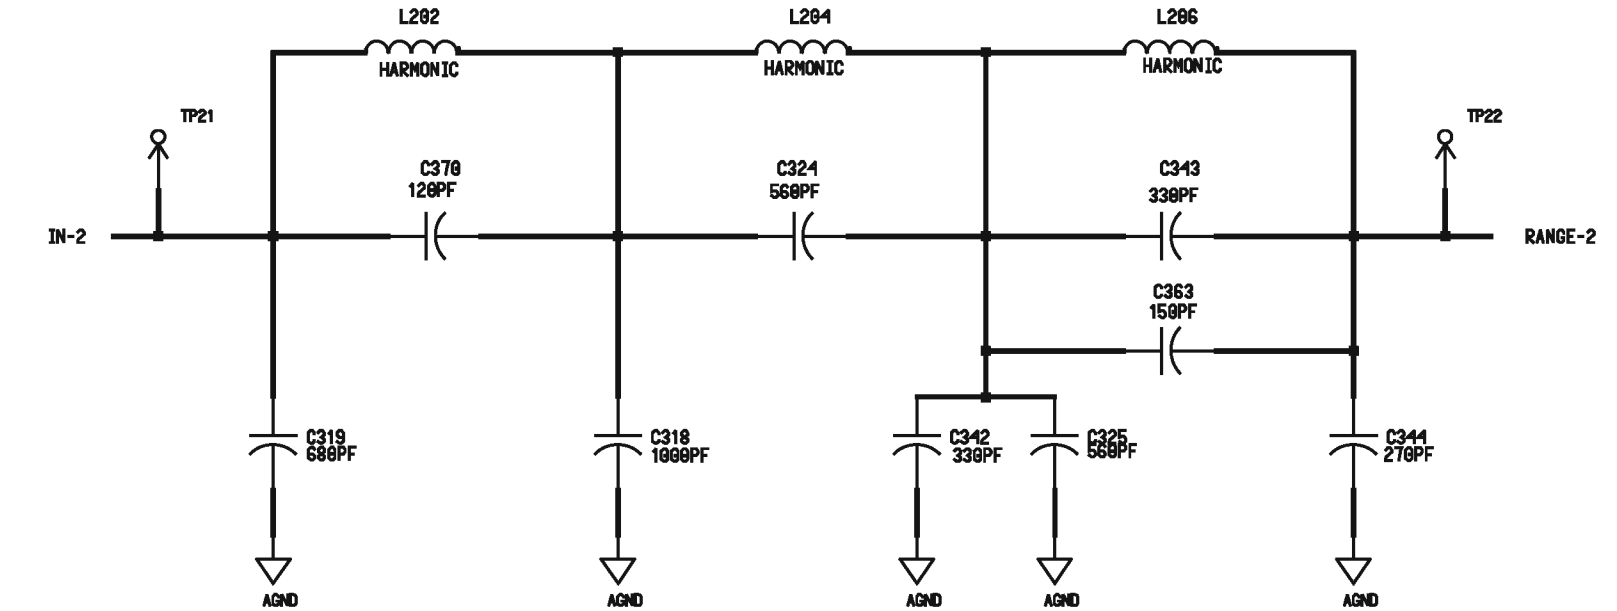 L202
L204
L206
HARMONIC
HARMONIC
HARMONIC
TP21
TP22
C370
120PF
C324
560PF
C343
330PF
IN-2
RANGE-2
C363
150PF
C319
680PF
C318
1000PF
C342
330PF
C325
560PF
C344
270PF
AGND
AGND
AGND
AGND
AGND